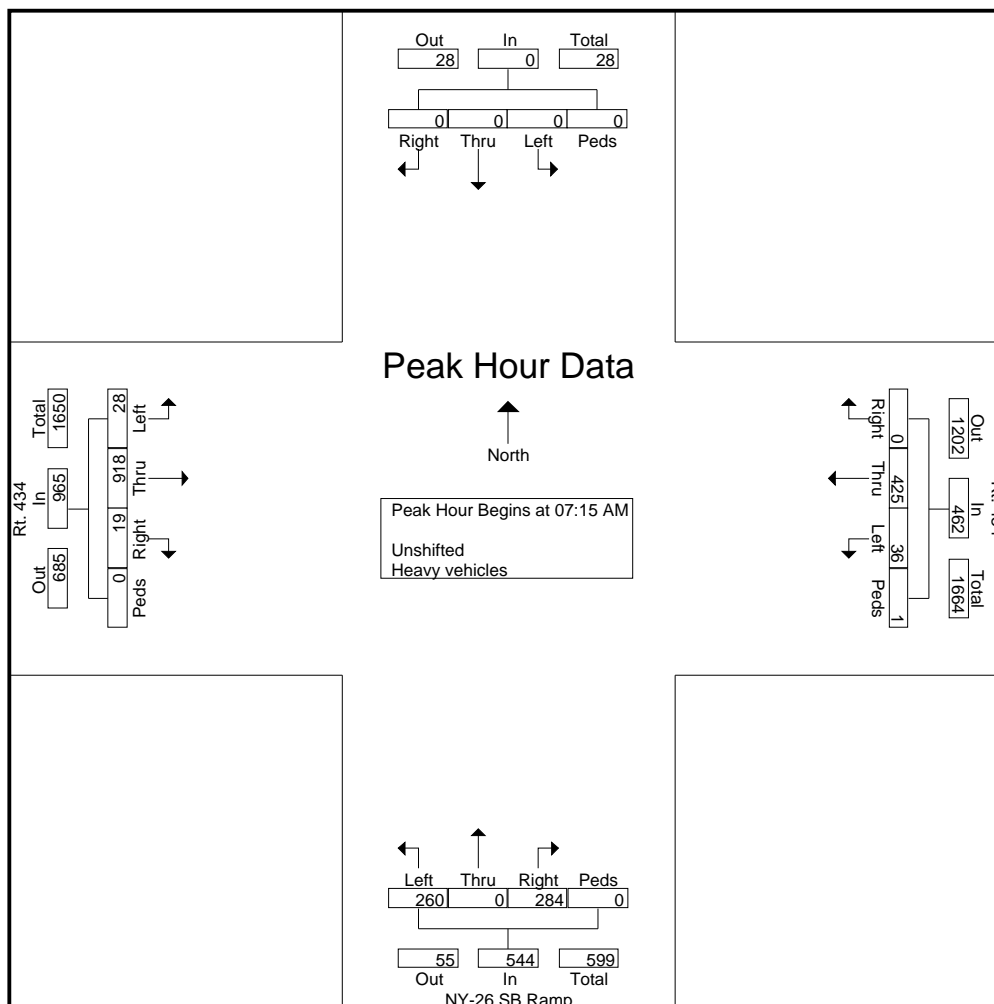 Out In Total
28 0 28
0 0 0 0
Right Thru Left Peds
Peak Hour Data
North
Peak Hour Begins at 07:15 AM
Unshifted
Heavy vehicles
Rt. 434
Total In Out
1650 965 685
28 918 19 0
Left Thru Right Peds
Out In Total
1202 462 1664
0 425 36 1
Right Thru Left Peds
Left Thru Right Peds
260 0 284 0
55 544 599
Out In Total
NY-26 SB Ramp